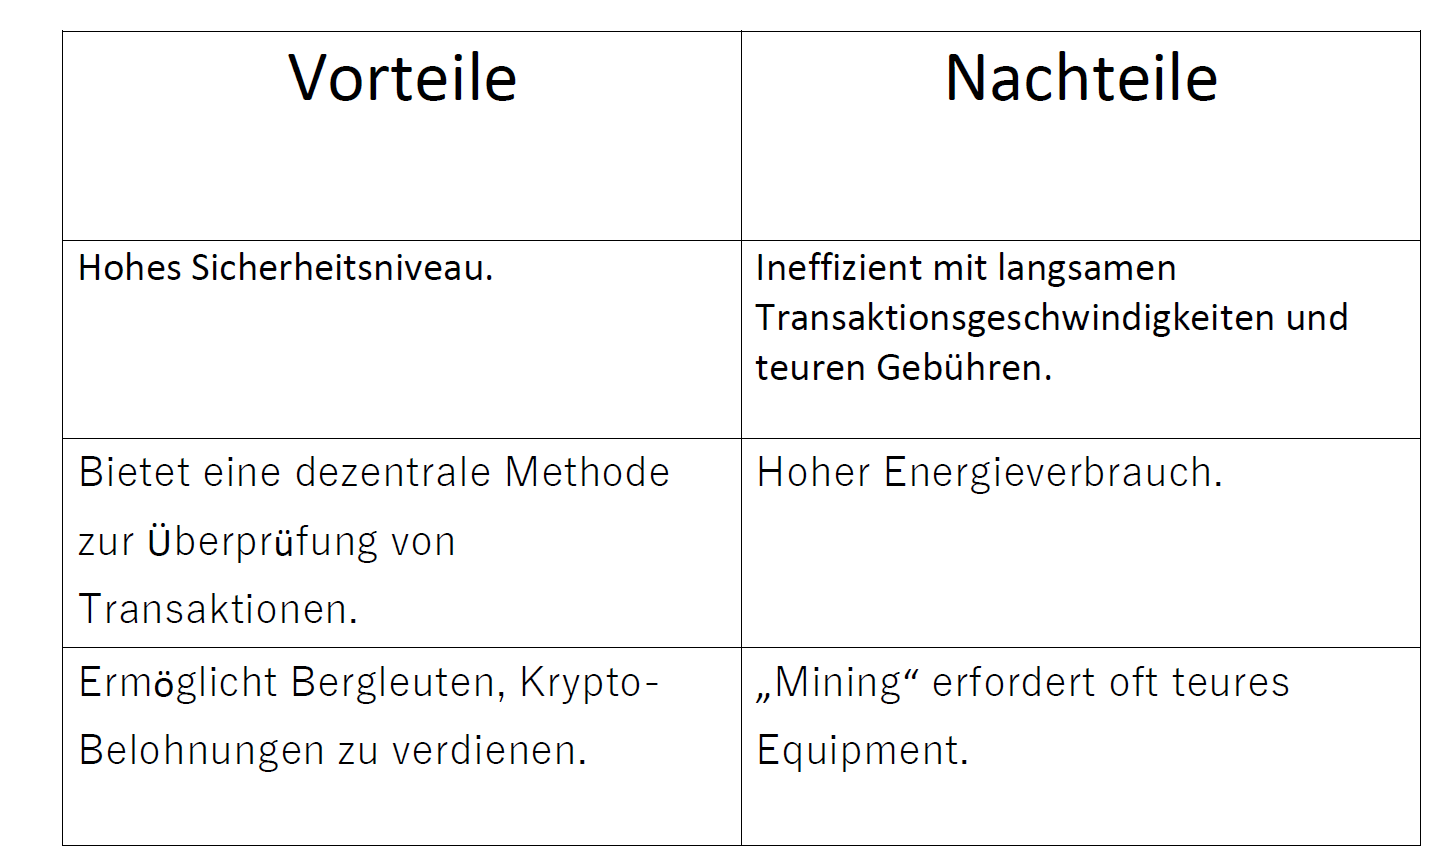 Vorteile
Nachteile
Hohes Sicherheitsniveau.
Ineffizient mit langsamen
Transaktionsgeschwindigkeiten und
teuren Gebühren.
Bietet eine dezentrale Methode
zur Überprüfung von
Transaktionen.
Hoher Energieverbrauch.
Ermöglicht Bergleuten, Krypto-
Belohnungen zu verdienen.
„Mining“ erfordert oft teures
Equipment.